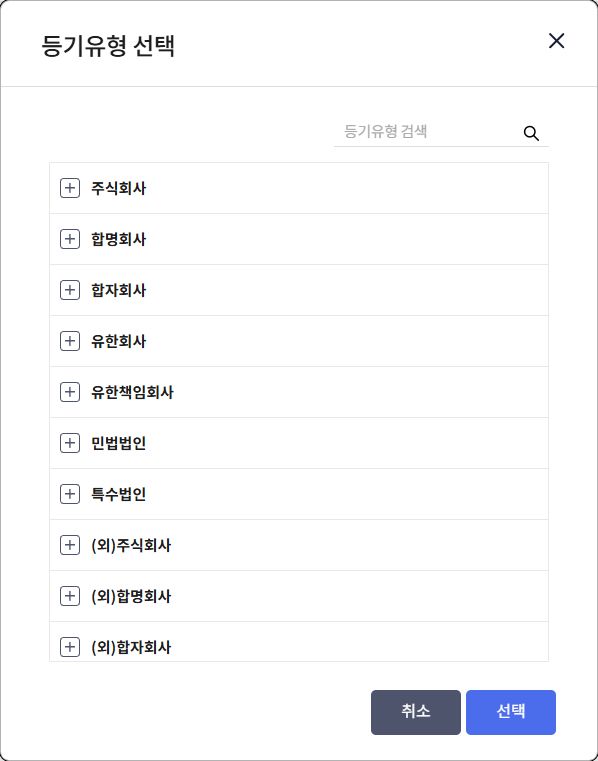 등기유형 선택
등기유형 검색
주식회사
합명회사
합자회사
유한회사
유한책임회사
민법법인
특수법인
(외)주식회사
(외)합명회사
(외)합자회사
취소
선택